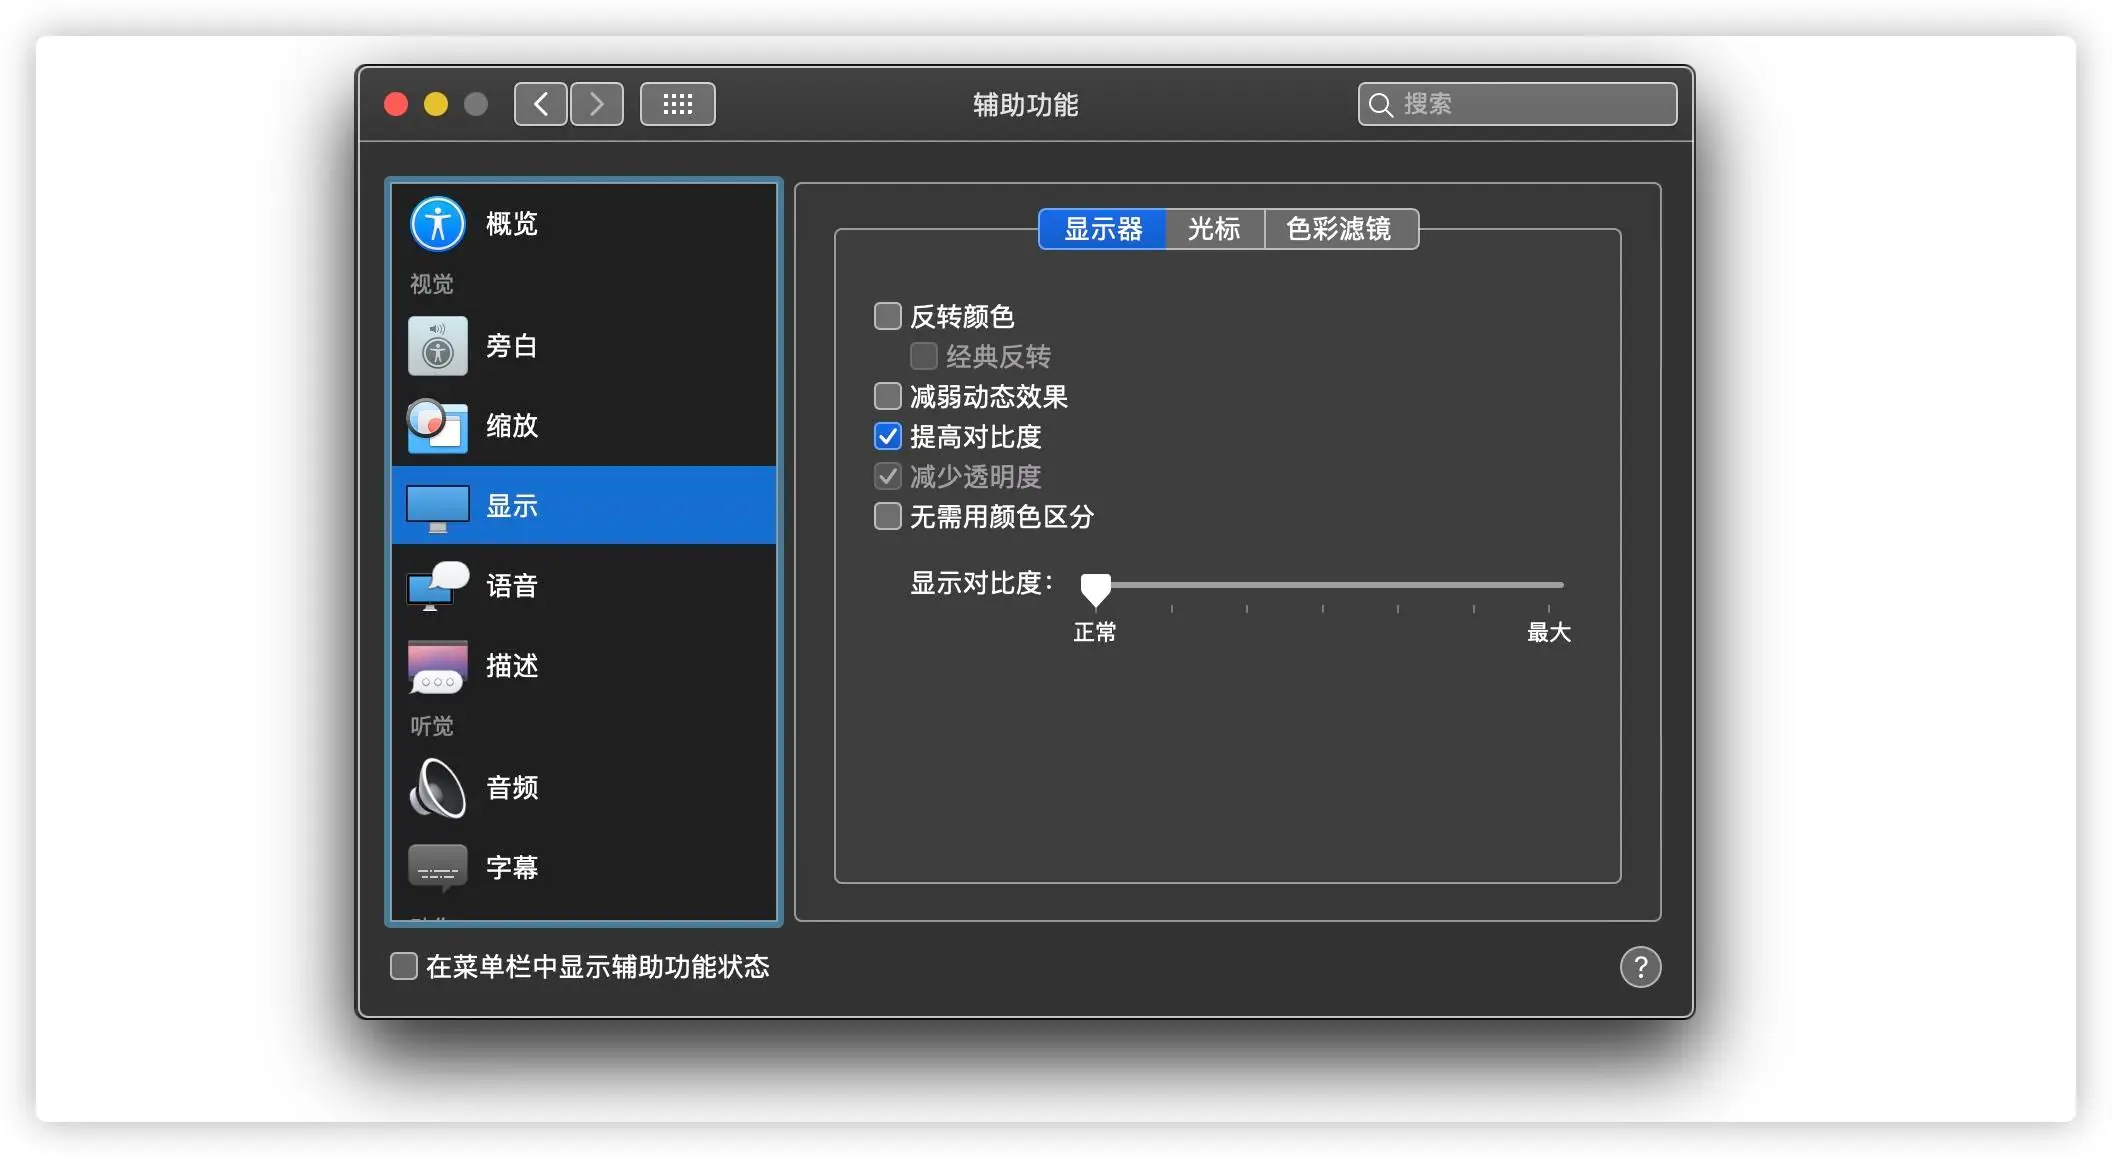 辅助功能
搜索
概览
视觉
旁白
缩放
显示
语音
描述
听觉
音频
字幕
显示器 光标 色彩滤镜
反转颜色
经典反转
减弱动态效果
提高对比度
减少透明度
无需用颜色区分
显示对比度：
正常 最大
在菜单栏中显示辅助功能状态
?